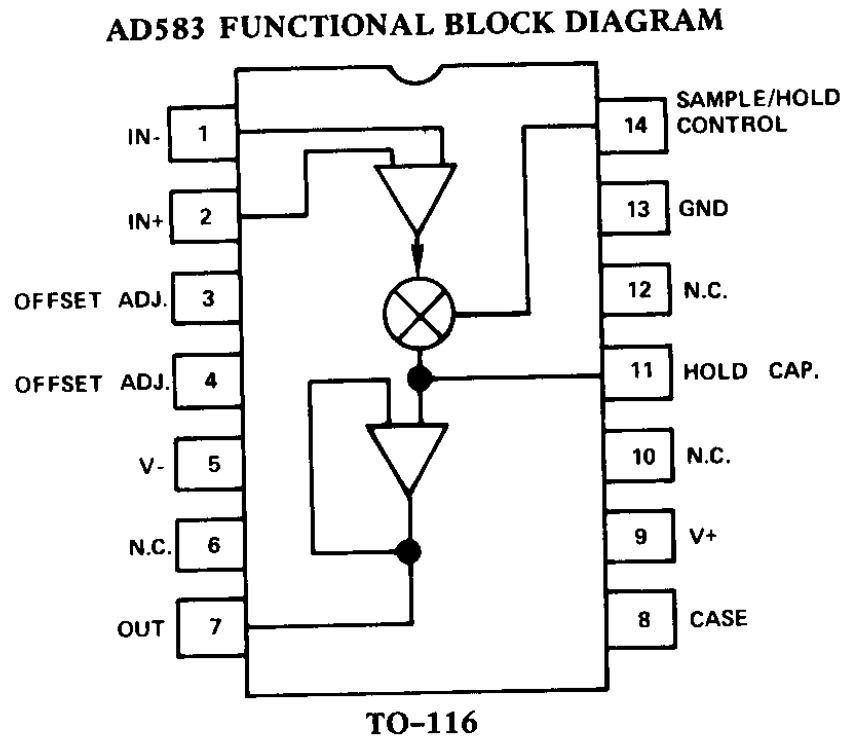 AD583 FUNCTIONAL BLOCK DIAGRAM
IN- 1
IN+ 2
OFFSET ADJ. 3
OFFSET ADJ. 4
V- 5
N.C. 6
OUT 7
14 SAMPLE/HOLD
CONTROL
13 GND
12 N.C.
11 HOLD CAP.
10 N.C.
9 V+
8 CASE
TO-116